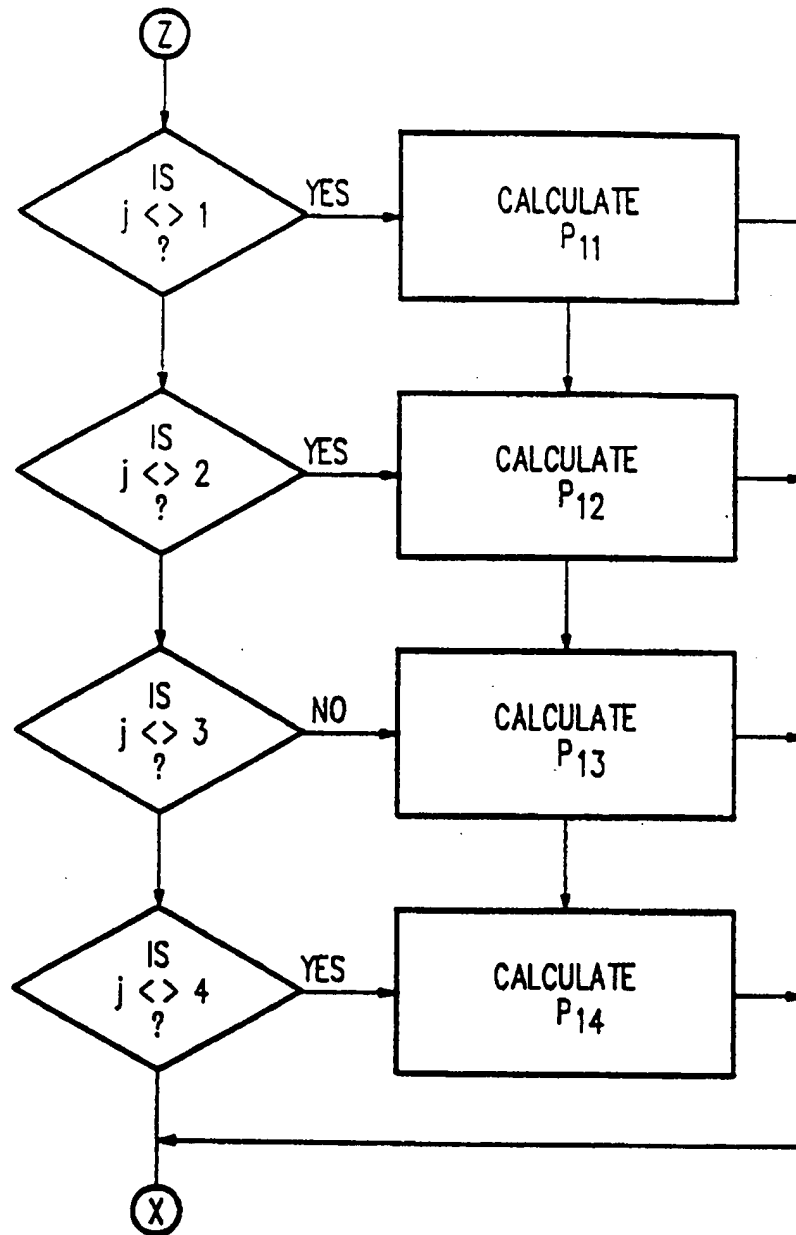 Z
IS
j <> 1
?
YES
CALCULATE
P11
IS
j <> 2
?
YES
CALCULATE
P12
IS
j <> 3
?
NO
CALCULATE
P13
IS
j <> 4
?
YES
CALCULATE
P14
X